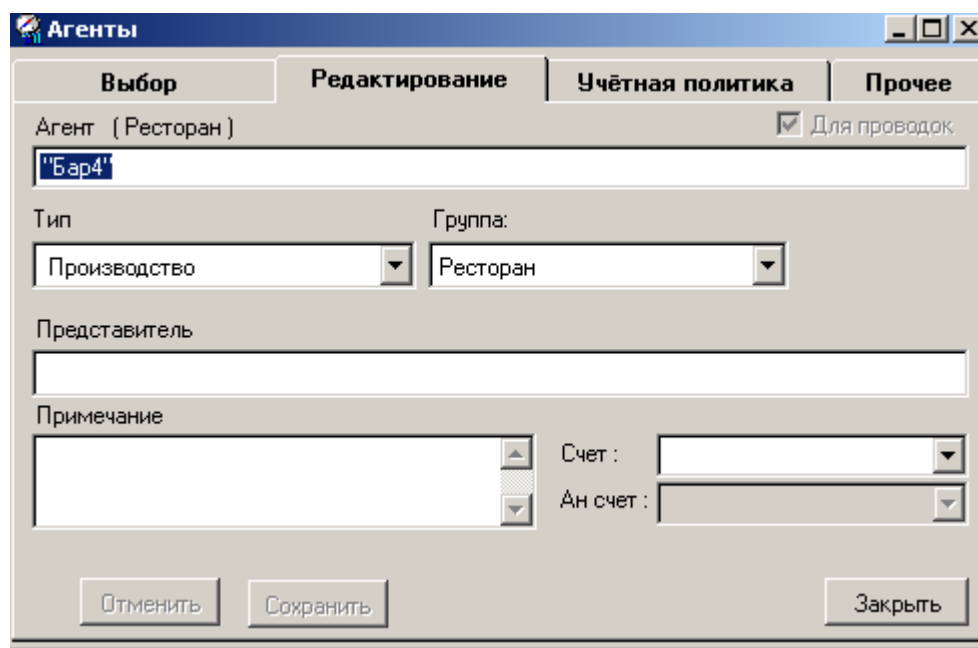 Агенты
Выбор Редактирование Учётная политика Прочее
Агент ( Ресторан ) Для проводок
"Бар4"
Тип Группа:
Производство Ресторан
Представитель
Примечание
Счет :
Ан счет :
Отменить Сохранить Закрыть